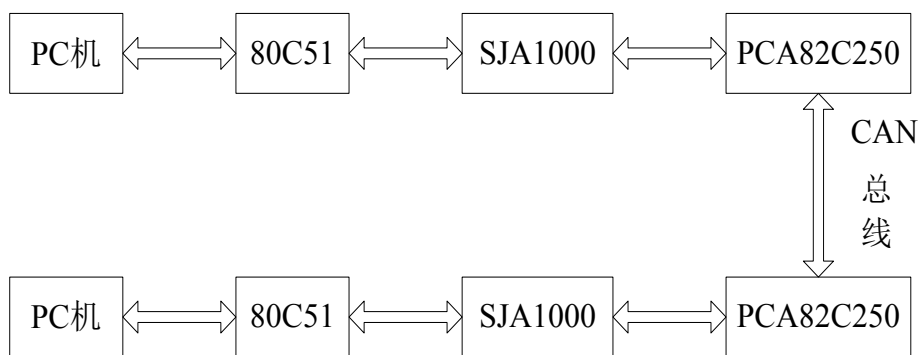 PC机
80C51
SJA1000
PCA82C250
CAN
总
线
PC机
80C51
SJA1000
PCA82C250